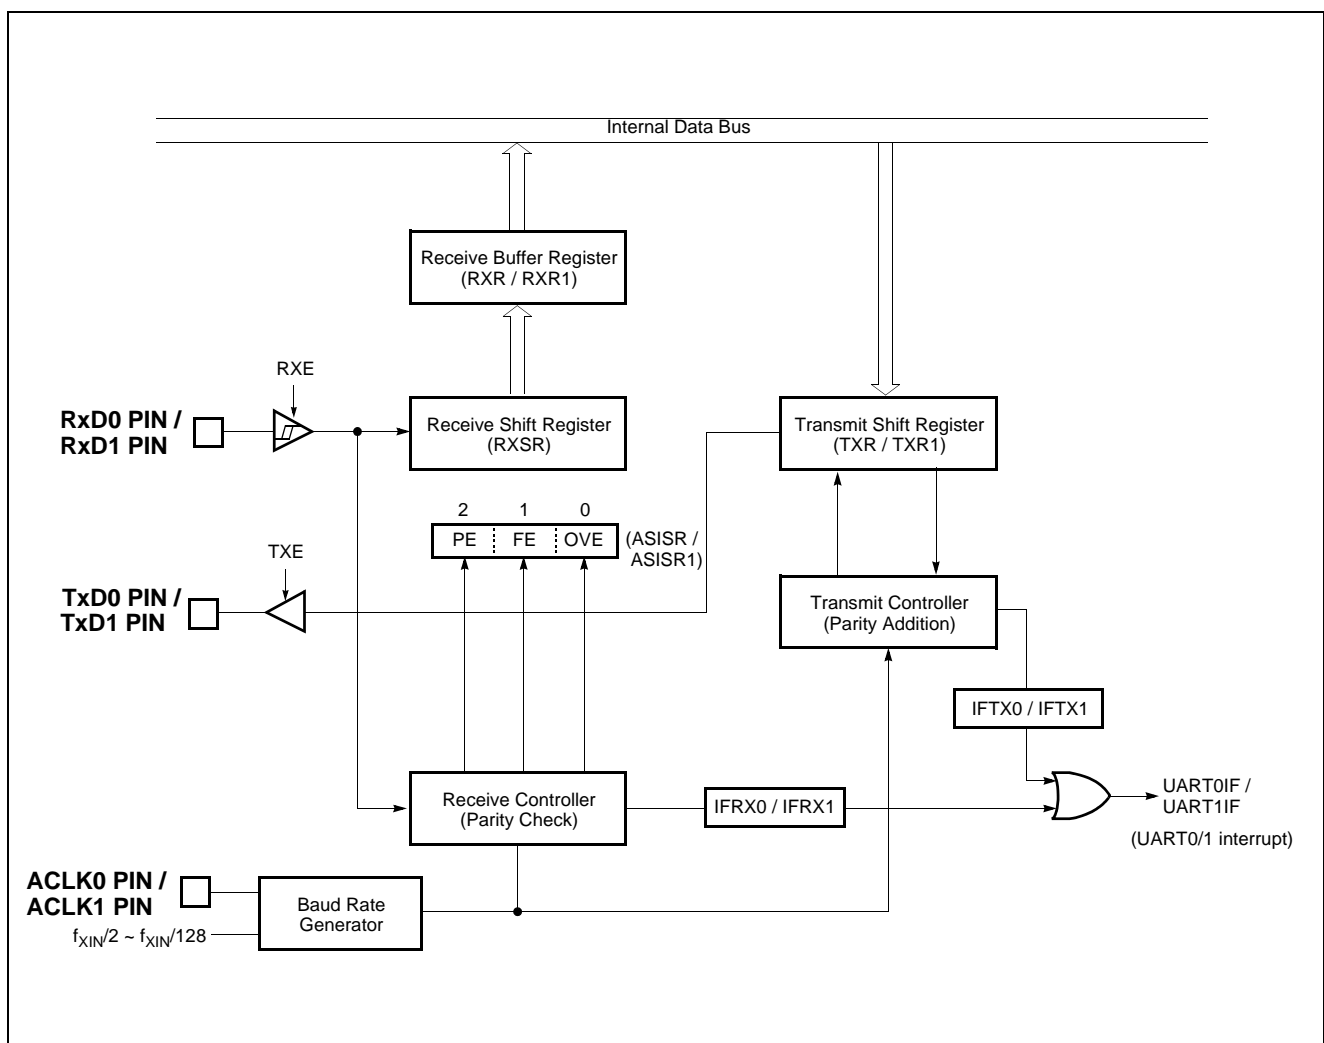 Internal Data Bus
Receive Buffer Register
(RXR / RXR1)
RXE
RxD0 PIN /
RxD1 PIN
Receive Shift Register
(RXSR)
Transmit Shift Register
(TXR / TXR1)
2 1 0
PE FE OVE
(ASISR /
ASISR1)
TXE
TxD0 PIN /
TxD1 PIN
Transmit Controller
(Parity Addition)
IFTX0 / IFTX1
Receive Controller
(Parity Check)
IFRX0 / IFRX1
UART0IF /
UART1IF
(UART0/1 interrupt)
ACLK0 PIN /
ACLK1 PIN
Baud Rate
Generator
fXIN/2 ~ fXIN/128